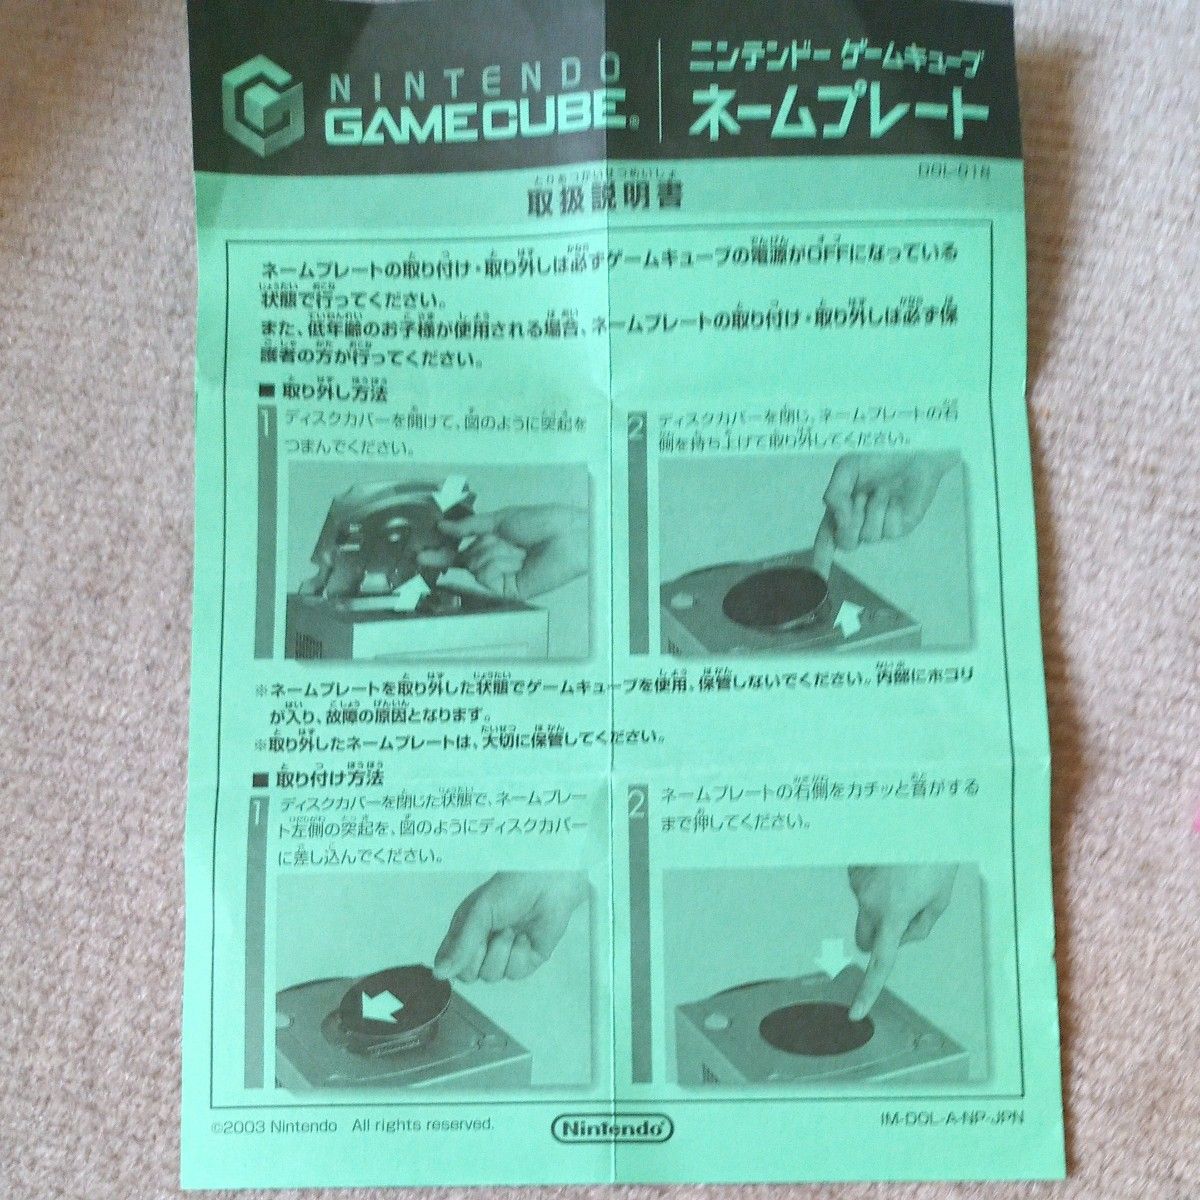 NINTENDO
GAMECUBE®
ニンテンドー ゲームキューブ
ネームプレート
DOL-018
とりあつかいせつめいしょ
取扱説明書
ネームプレートの取り付け・取り外しは必ずゲームキューブの電源がOFFになっている
状態で行ってください。
また、低年齢のお子様が使用される場合、ネームプレートの取り付け・取り外しは必ず保
護者の方が行ってください。
■ 取り外し方法
1 ディスクカバーを開けて、図のように突起を
つまんでください。
2 ディスクカバーを閉じ、ネームプレートの右
側を持ち上げて取り外してください。
※ネームプレートを取り外した状態でゲームキューブを使用、保管しないでください。内部にホコリ
が入り、故障の原因となります。
※取り外したネームプレートは、大切に保管してください。
■ 取り付け方法
1 ディスクカバーを閉じた状態で、ネームプレー
ト左側の突起を、図のようにディスクカバー
に差し込んでください。
2 ネームプレートの右側をカチッと音がする
まで押してください。
©2003 Nintendo All rights reserved.
Nintendo®
IM-DOL-A-NP-JPN